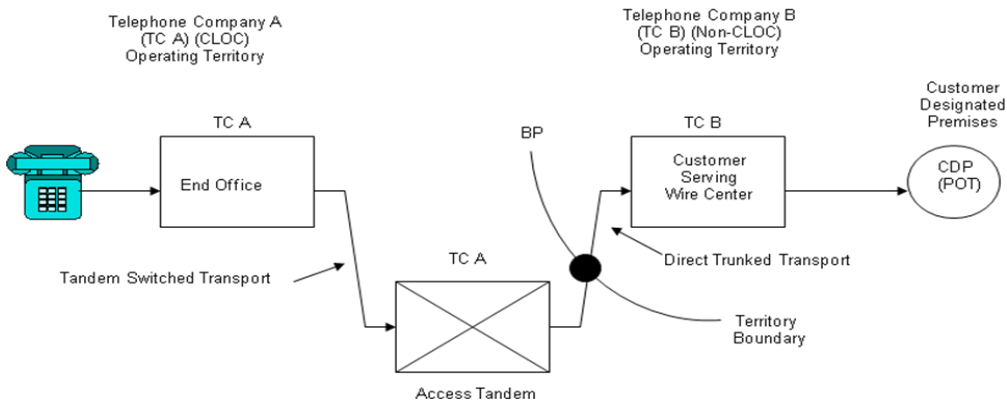 Telephone Company A
(TC A) (CLOC)
Operating Territory
Telephone Company B
(TC B) (Non-CLOC)
Operating Territory
Customer
Designated
Premises
TC A
End Office
BP
TC B
Customer
Serving
Wire Center
CDP
(POT)
Tandem Switched Transport
TC A
Direct Trunked Transport
Territory
Boundary
Access Tandem